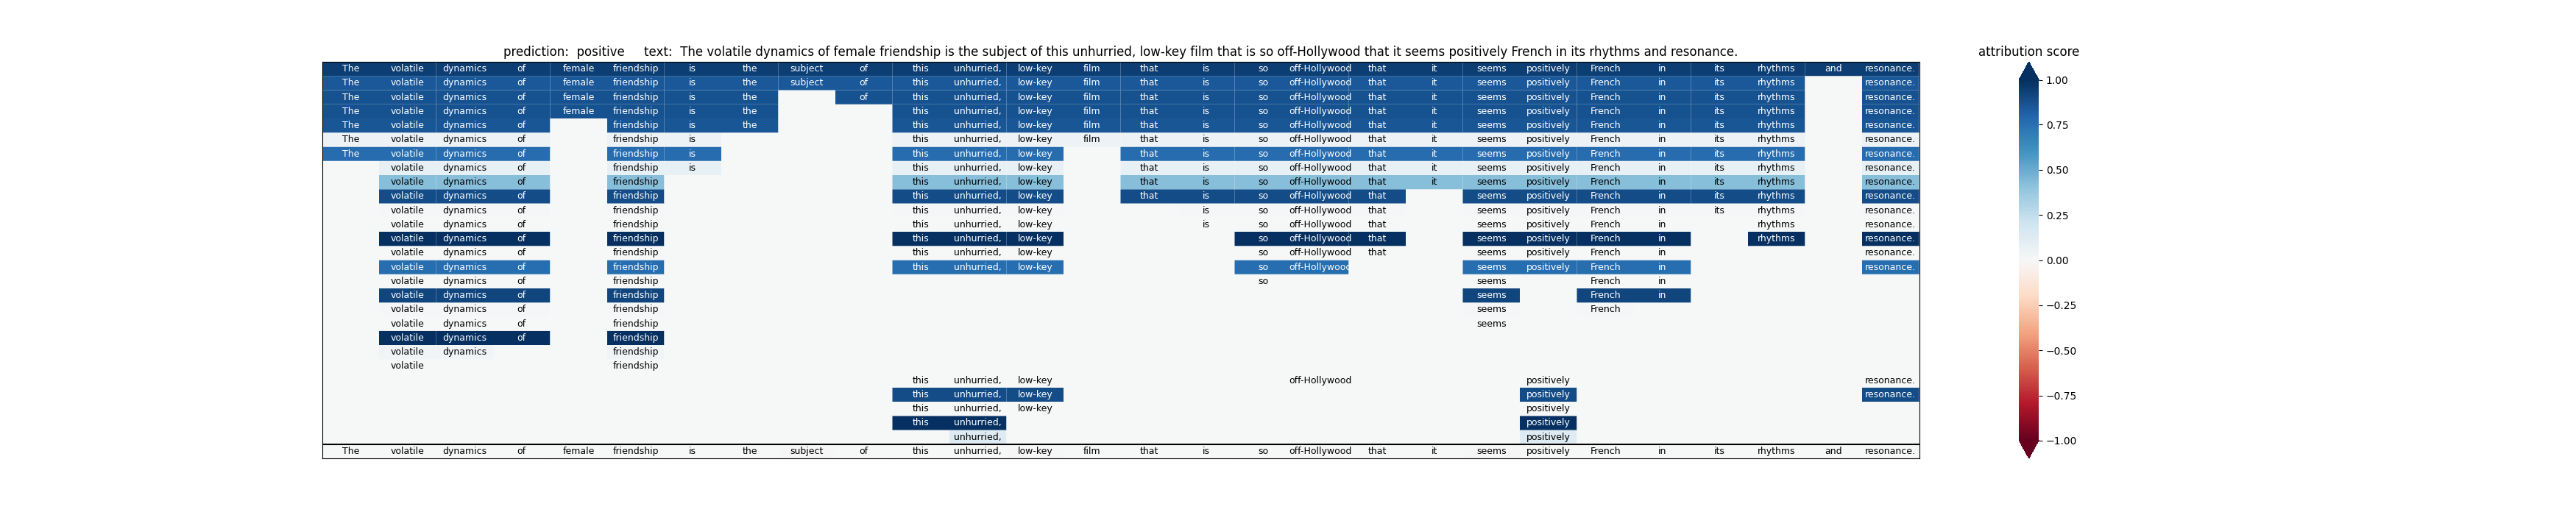 prediction: positive text: The volatile dynamics of female friendship is the subject of this unhurried, low-key film that is so off-Hollywood that it seems positively French in its rhythms and resonance.
attribution score
The volatile dynamics of female friendship is the subject of this unhurried, low-key film that is so off-Hollywood that it seems positively French in its rhythms and resonance.
The volatile dynamics of female friendship is the subject of this unhurried, low-key film that is so off-Hollywood that it seems positively French in its rhythms resonance.
The volatile dynamics of female friendship is the of this unhurried, low-key film that is so off-Hollywood that it seems positively French in its rhythms resonance.
The volatile dynamics of female friendship is the this unhurried, low-key film that is so off-Hollywood that it seems positively French in its rhythms resonance.
The volatile dynamics of friendship is the this unhurried, low-key film that is so off-Hollywood that it seems positively French in its rhythms resonance.
The volatile dynamics of friendship is this unhurried, low-key film that is so off-Hollywood that it seems positively French in its rhythms resonance.
The volatile dynamics of friendship is this unhurried, low-key that is so off-Hollywood that it seems positively French in its rhythms resonance.
volatile dynamics of friendship is this unhurried, low-key that is so off-Hollywood that it seems positively French in its rhythms resonance.
volatile dynamics of friendship this unhurried, low-key that is so off-Hollywood that it seems positively French in its rhythms resonance.
volatile dynamics of friendship this unhurried, low-key that is so off-Hollywood that seems positively French in its rhythms resonance.
volatile dynamics of friendship this unhurried, low-key is so off-Hollywood that seems positively French in its rhythms resonance.
volatile dynamics of friendship this unhurried, low-key is so off-Hollywood that seems positively French in rhythms resonance.
volatile dynamics of friendship this unhurried, low-key so off-Hollywood that seems positively French in rhythms resonance.
volatile dynamics of friendship this unhurried, low-key so off-Hollywood that seems positively French in resonance.
volatile dynamics of friendship this unhurried, low-key so off-Hollywood seems positively French in resonance.
volatile dynamics of friendship so seems French in
volatile dynamics of friendship seems French in
volatile dynamics of friendship seems French
volatile dynamics of friendship seems
volatile dynamics of friendship
volatile dynamics friendship
volatile friendship
this unhurried, low-key off-Hollywood positively resonance.
this unhurried, low-key positively resonance.
this unhurried, low-key positively
this unhurried, positively
unhurried, positively
The volatile dynamics of female friendship is the subject of this unhurried, low-key film that is so off-Hollywood that it seems positively French in its rhythms and resonance.
1.00
0.75
0.50
0.25
0.00
−0.25
−0.50
−0.75
−1.00